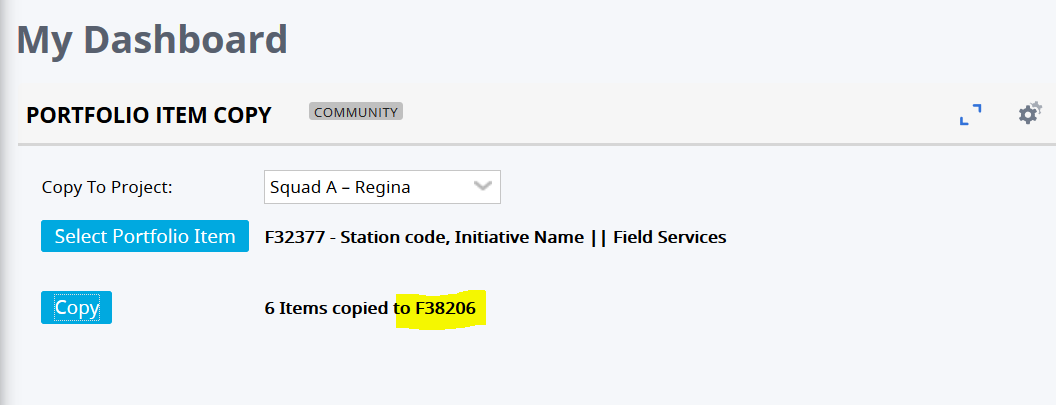 My Dashboard
PORTFOLIO ITEM COPY COMMUNITY
Copy To Project: Squad A – Regina
Select Portfolio Item F32377 - Station code, Initiative Name || Field Services
Copy 6 Items copied to F38206